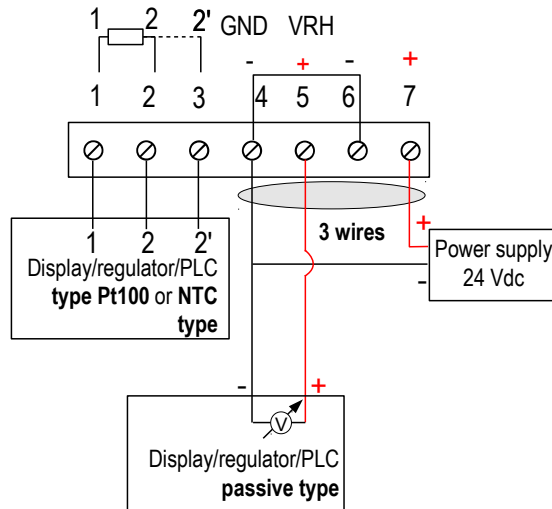 1 2 2' GND VRH
- + - +
1 2 3 4 5 6 7
3 wires
1 2 2'
Display/regulator/PLC
type Pt100 or NTC
type
+
Power supply
24 Vdc
-
- +
V
Display/regulator/PLC
passive type